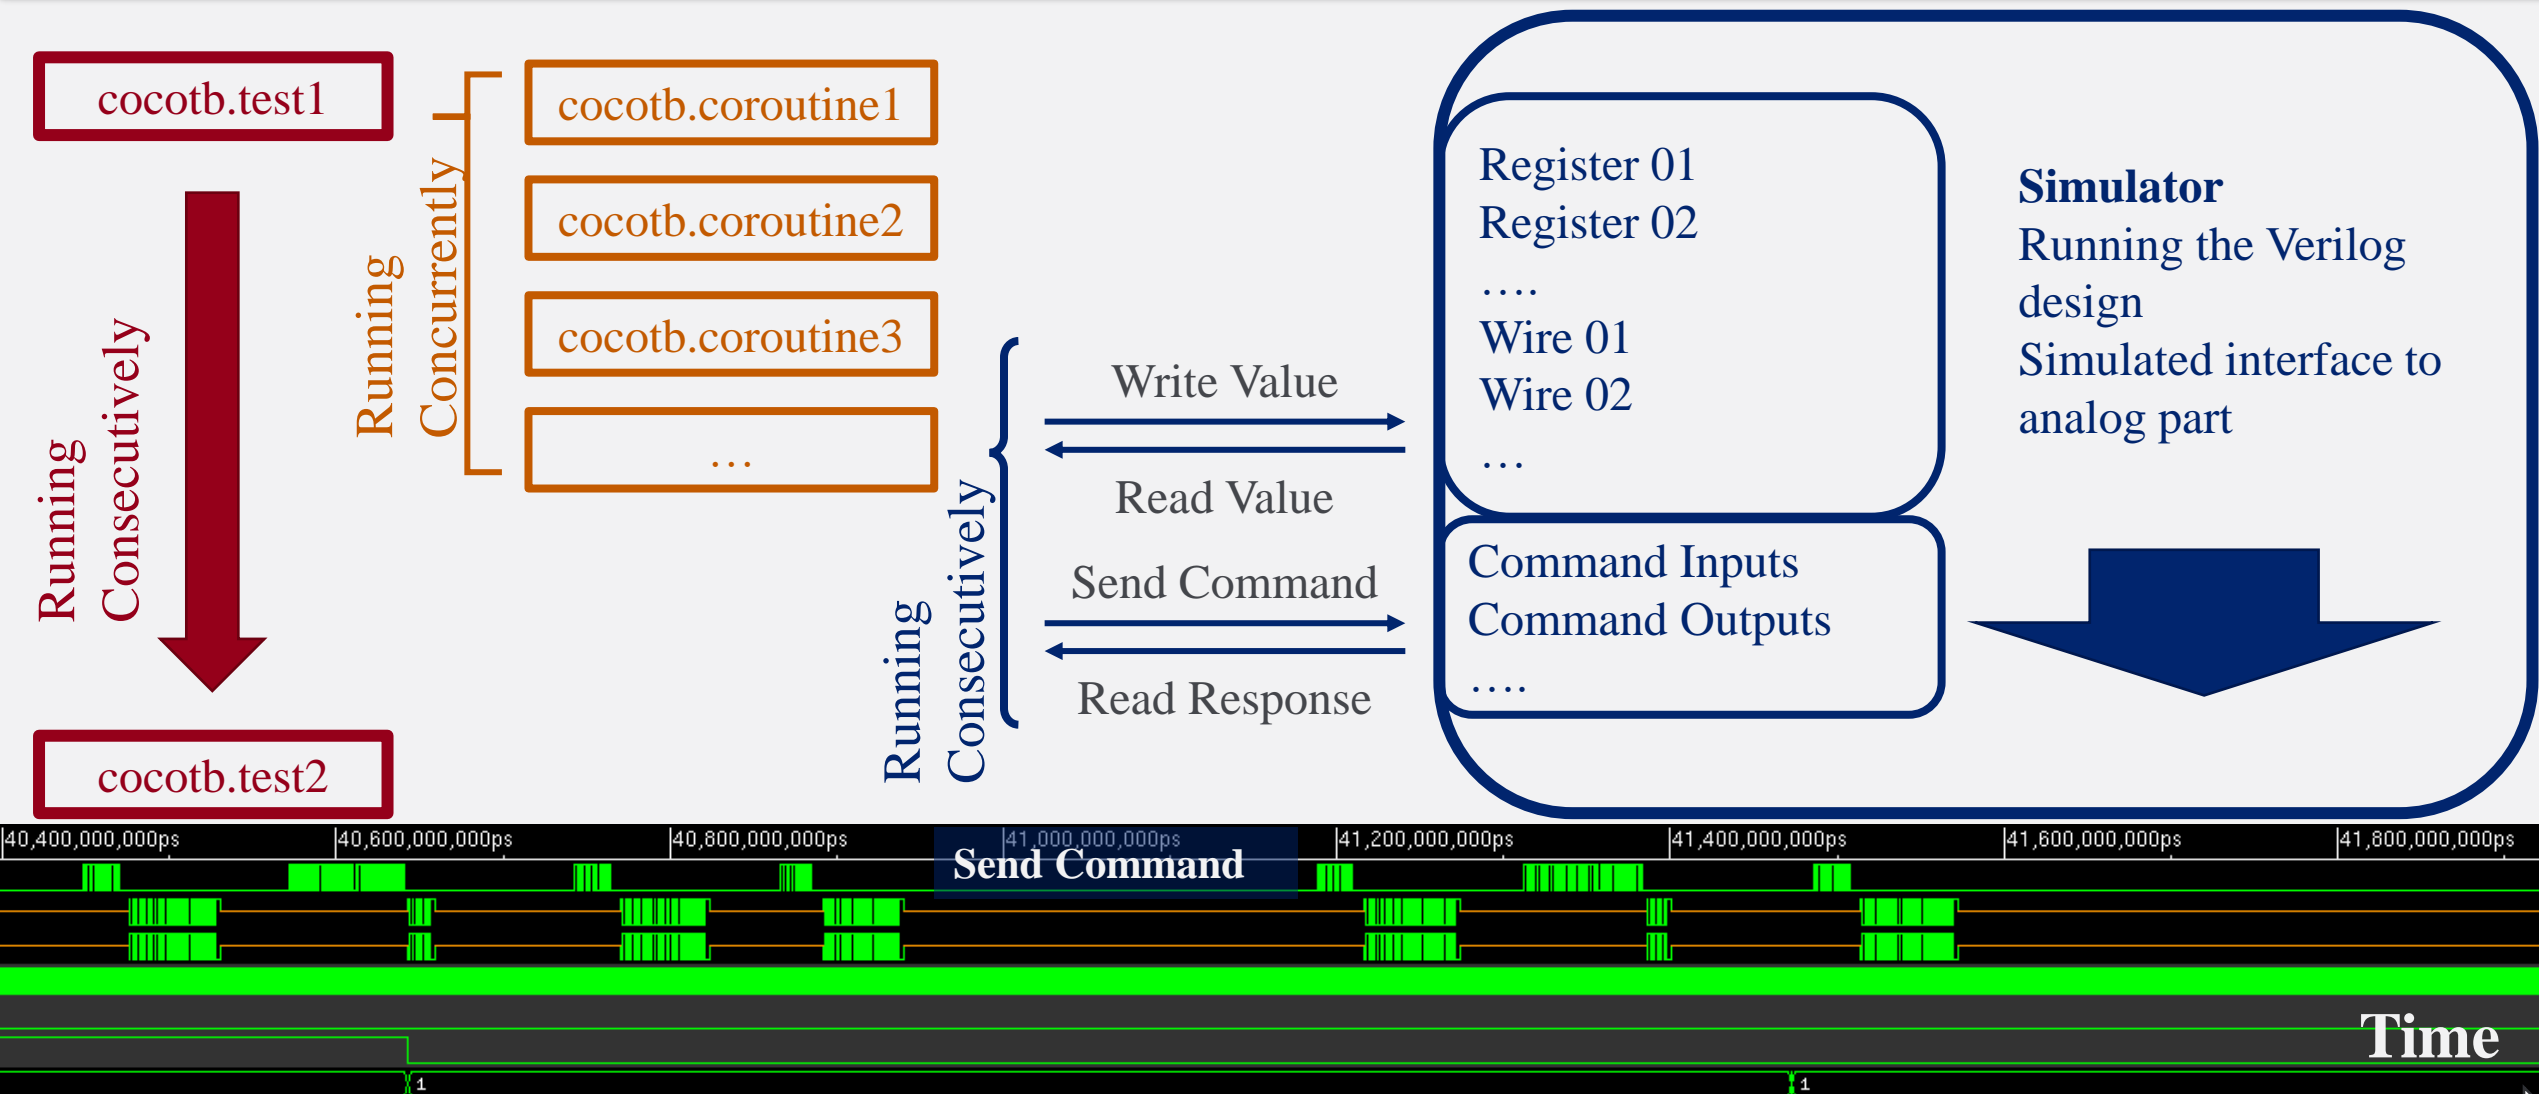 cocotb.test1
Running
Consecutively
cocotb.test2
Running
Concurrently
cocotb.coroutine1
cocotb.coroutine2
cocotb.coroutine3
…
Running
Consecutively
Write Value
Read Value
Send Command
Read Response
Register 01
Register 02
….
Wire 01
Wire 02
…
Command Inputs
Command Outputs
….
Simulator
Running the Verilog
design
Simulated interface to
analog part
40,400,000,000ps 40,600,000,000ps 40,800,000,000ps 41,000,000,000ps 41,200,000,000ps 41,400,000,000ps 41,600,000,000ps 41,800,000,000ps
Send Command
Time
1 1